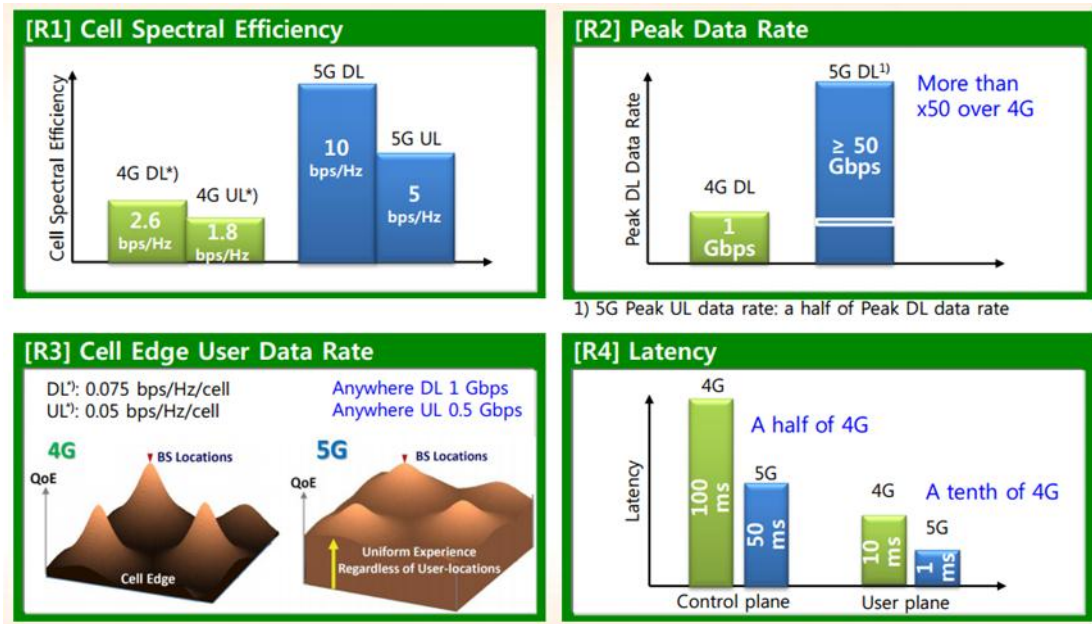 [R1] Cell Spectral Efficiency
Cell Spectral Efficiency
4G DL*)
2.6
bps/Hz
4G UL*)
1.8
bps/Hz
5G DL
10
bps/Hz
5G UL
5
bps/Hz
[R2] Peak Data Rate
Peak DL Data Rate
4G DL
1
Gbps
5G DL1)
≥ 50
Gbps
More than
x50 over 4G
1) 5G Peak UL data rate: a half of Peak DL data rate
[R3] Cell Edge User Data Rate
DL*): 0.075 bps/Hz/cell
UL*): 0.05 bps/Hz/cell
Anywhere DL 1 Gbps
Anywhere UL 0.5 Gbps
4G
BS Locations
QoE
Cell Edge
5G
BS Locations
QoE
Uniform Experience
Regardless of User-locations
[R4] Latency
Latency
4G
100
ms
A half of 4G
5G
50
ms
4G
10
ms
A tenth of 4G
5G
1
ms
Control plane
User plane